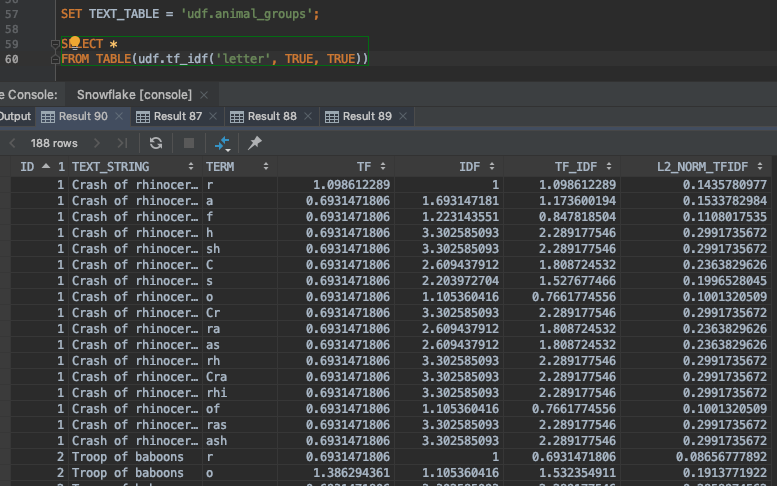 57 SET TEXT_TABLE = 'udf.animal_groups';
58
59 SELECT *
60 FROM TABLE(udf.tf_idf('letter', TRUE, TRUE))
e Console: Snowflake [console] ×
Output Result 90 × Result 87 × Result 88 × Result 89 ×
188 rows
ID 1 TEXT_STRING TERM TF IDF TF_IDF L2_NORM_TFIDF
1 Crash of rhinocer… r 1.098612289 1 1.098612289 0.1435780977
1 Crash of rhinocer… a 0.6931471806 1.693147181 1.173600194 0.1533782984
1 Crash of rhinocer… f 0.6931471806 1.223143551 0.847818504 0.1108017535
1 Crash of rhinocer… h 0.6931471806 3.302585093 2.289177546 0.2991735672
1 Crash of rhinocer… sh 0.6931471806 3.302585093 2.289177546 0.2991735672
1 Crash of rhinocer… C 0.6931471806 2.609437912 1.808724532 0.2363829626
1 Crash of rhinocer… s 0.6931471806 2.203972704 1.527677466 0.1996528045
1 Crash of rhinocer… o 0.6931471806 1.105360416 0.7661774556 0.1001320509
1 Crash of rhinocer… Cr 0.6931471806 3.302585093 2.289177546 0.2991735672
1 Crash of rhinocer… ra 0.6931471806 2.609437912 1.808724532 0.2363829626
1 Crash of rhinocer… as 0.6931471806 2.609437912 1.808724532 0.2363829626
1 Crash of rhinocer… rh 0.6931471806 3.302585093 2.289177546 0.2991735672
1 Crash of rhinocer… Cra 0.6931471806 3.302585093 2.289177546 0.2991735672
1 Crash of rhinocer… rhi 0.6931471806 3.302585093 2.289177546 0.2991735672
1 Crash of rhinocer… of 0.6931471806 1.105360416 0.7661774556 0.1001320509
1 Crash of rhinocer… ras 0.6931471806 3.302585093 2.289177546 0.2991735672
1 Crash of rhinocer… ash 0.6931471806 3.302585093 2.289177546 0.2991735672
2 Troop of baboons r 0.6931471806 1 0.6931471806 0.08656777892
2 Troop of baboons o 1.386294361 1.105360416 1.532354911 0.1913771922